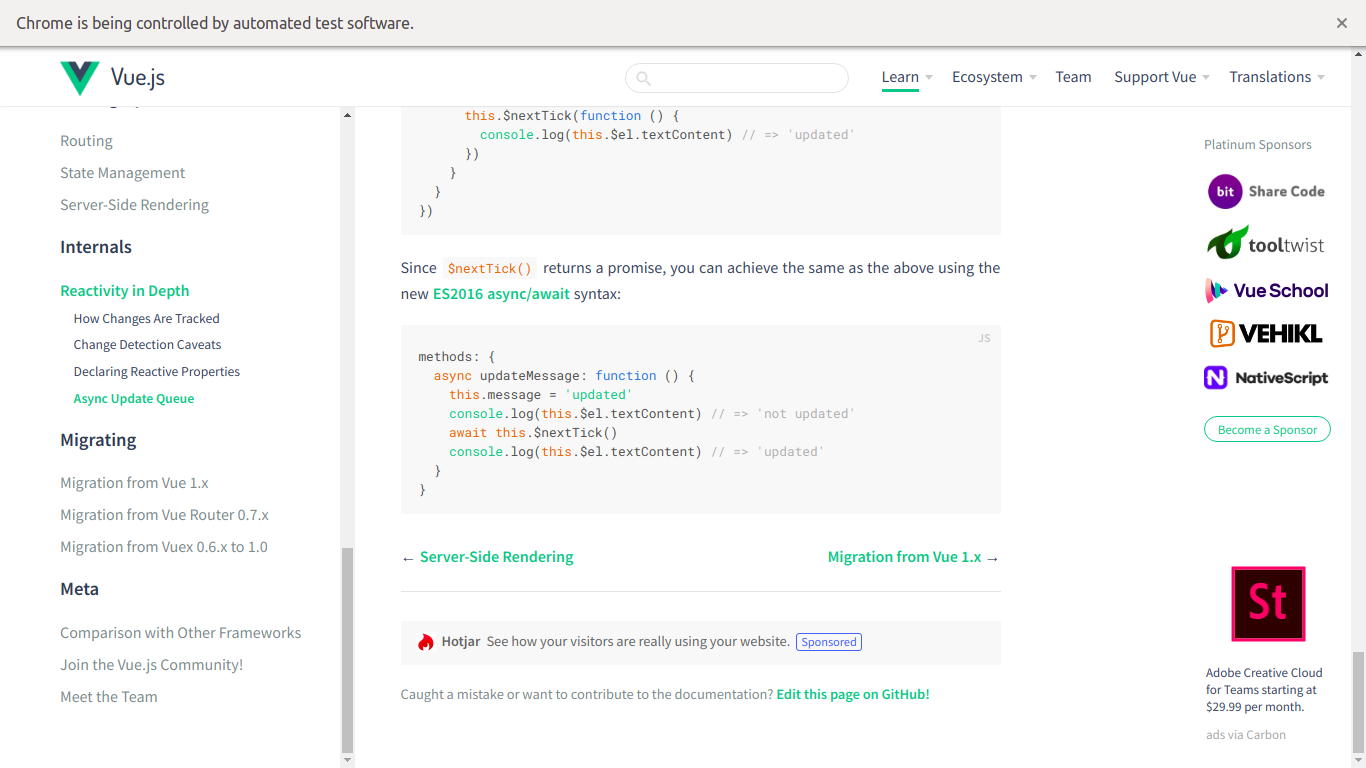 Chrome is being controlled by automated test software.
Vue.js
Learn
Ecosystem
Team
Support Vue
Translations
Routing
State Management
Server-Side Rendering
Internals
Reactivity in Depth
How Changes Are Tracked
Change Detection Caveats
Declaring Reactive Properties
Async Update Queue
Migrating
Migration from Vue 1.x
Migration from Vue Router 0.7.x
Migration from Vuex 0.6.x to 1.0
Meta
Comparison with Other Frameworks
Join the Vue.js Community!
Meet the Team
this.$nextTick(function () {
console.log(this.$el.textContent) // => 'updated'
})
}
}
})
Since $nextTick() returns a promise, you can achieve the same as the above using the
new ES2016 async/await syntax:
JS
methods: {
async updateMessage: function () {
this.message = 'updated'
console.log(this.$el.textContent) // => 'not updated'
await this.$nextTick()
console.log(this.$el.textContent) // => 'updated'
}
}
← Server-Side Rendering
Migration from Vue 1.x →
Hotjar See how your visitors are really using your website. Sponsored
Caught a mistake or want to contribute to the documentation? Edit this page on GitHub!
Platinum Sponsors
bit Share Code
tooltwist
Vue School
VEHIKL
N NativeScript
Become a Sponsor
St
Adobe Creative Cloud
for Teams starting at
$29.99 per month.
ads via Carbon